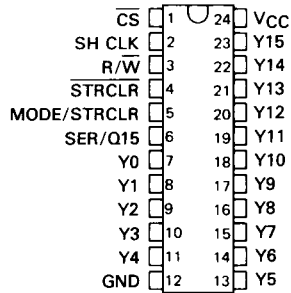 C̅S̅ 1 24 VCC
SH CLK 2 23 Y15
R/W̅ 3 22 Y14
S̅T̅R̅C̅L̅R̅ 4 21 Y13
MODE/STRCLR 5 20 Y12
SER/Q15 6 19 Y11
Y0 7 18 Y10
Y1 8 17 Y9
Y2 9 16 Y8
Y3 10 15 Y7
Y4 11 14 Y6
GND 12 13 Y5